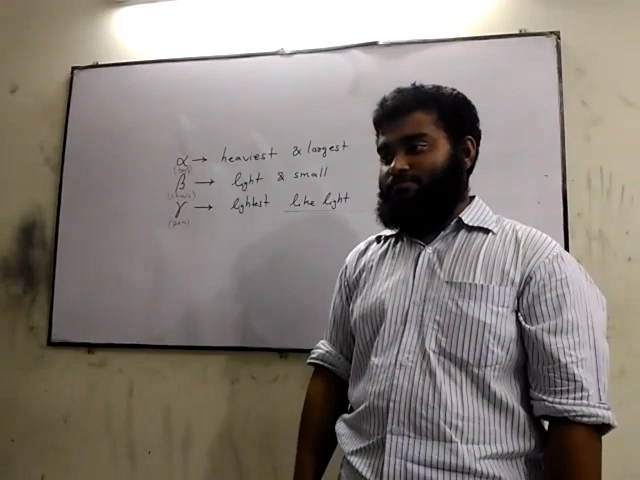 α → heaviest & largest
β → light & small
γ → lightest like light